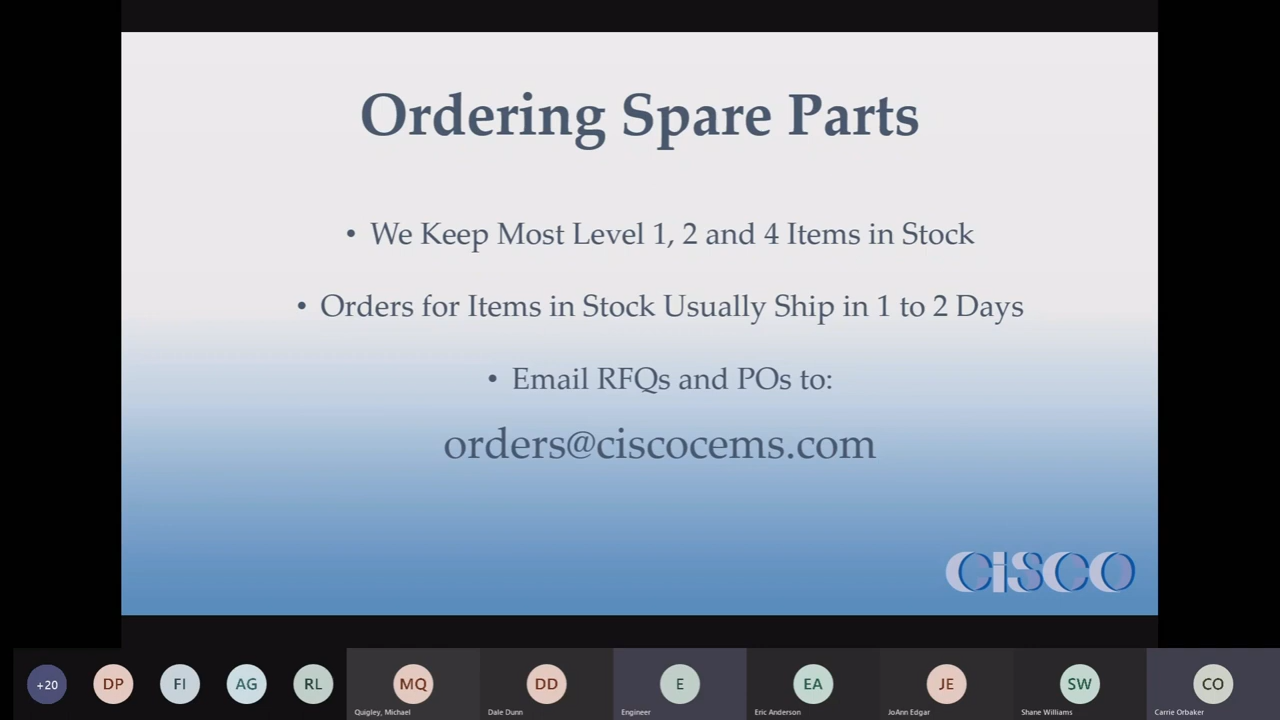 Ordering Spare Parts
• We Keep Most Level 1, 2 and 4 Items in Stock
• Orders for Items in Stock Usually Ship in 1 to 2 Days
• Email RFQs and POs to:
orders@ciscocems.com
CISCO
+20
DP
FI
AG
RL
MQ
DD
E
EA
JE
SW
CO
Quigley, Michael
Dale Dunn
Engineer
Eric Anderson
JoAnn Edgar
Shane Williams
Carrie Orbaker